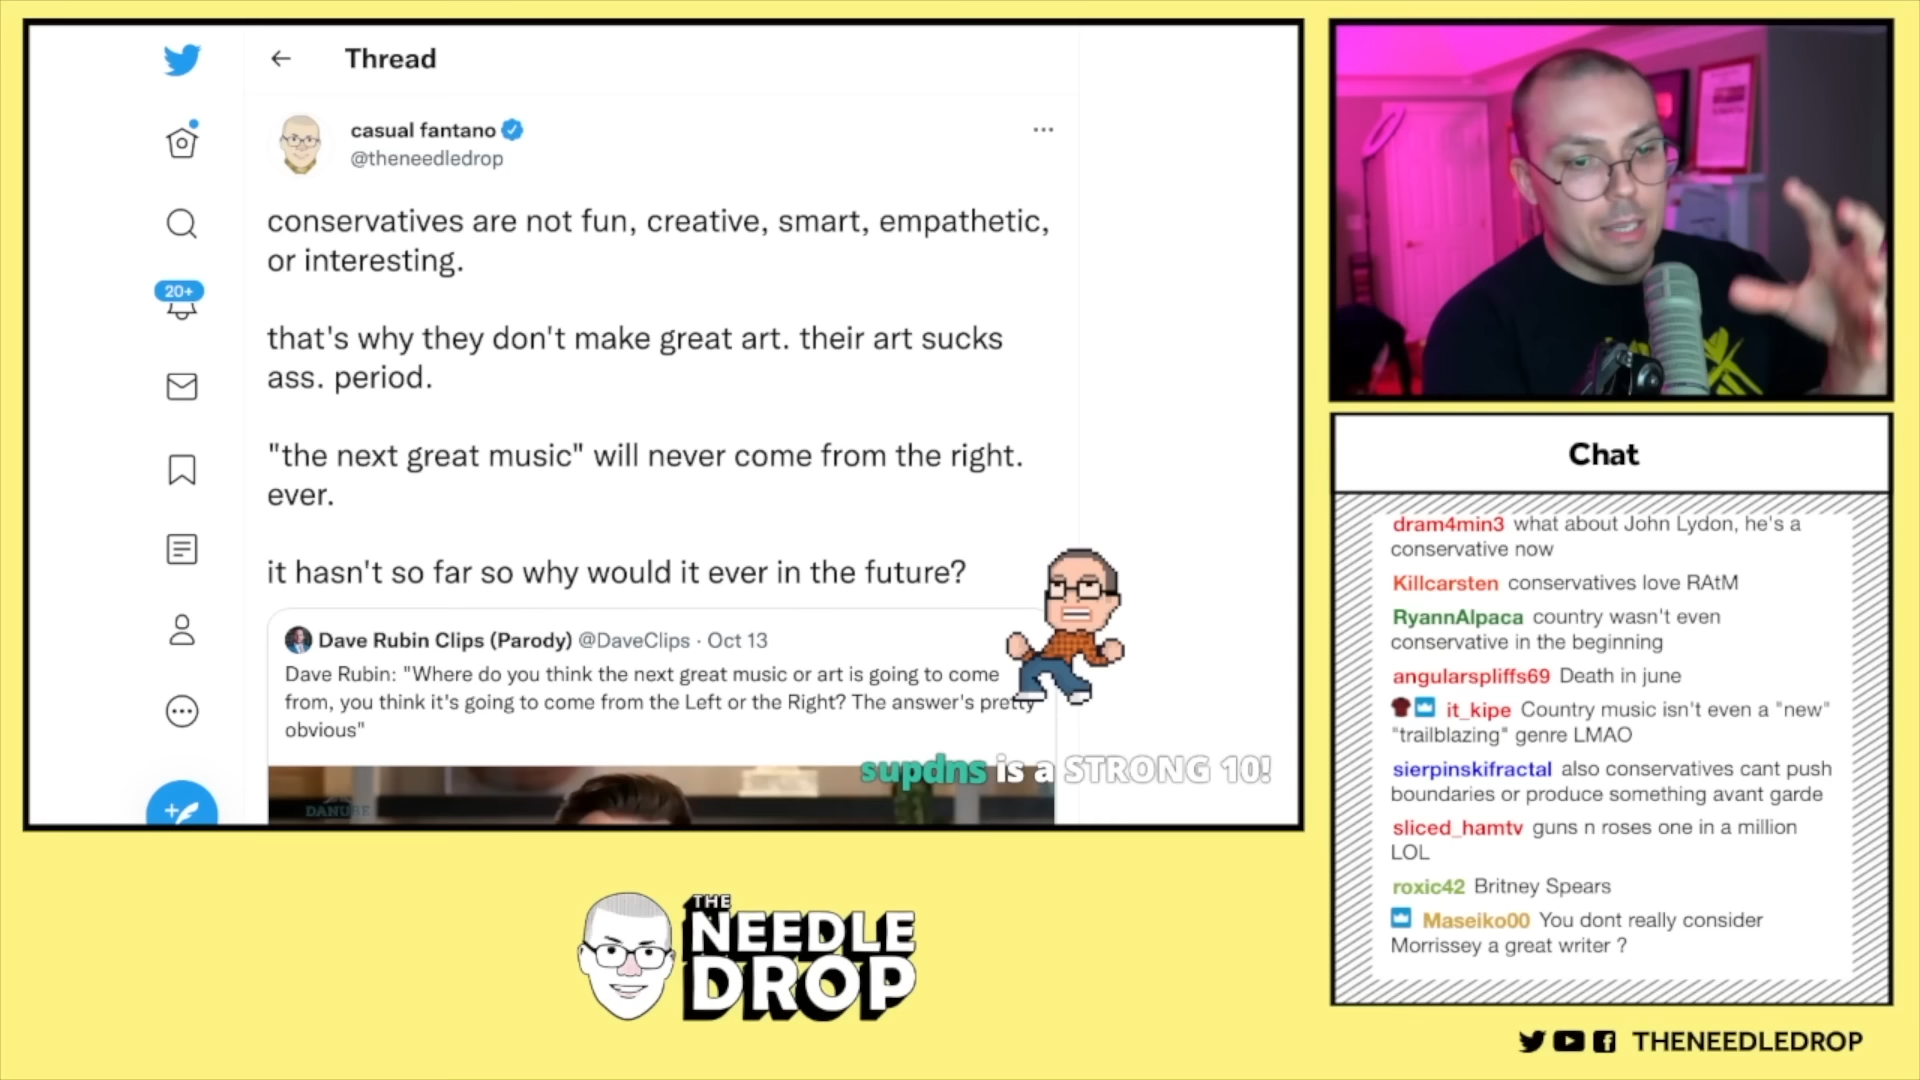 Thread
casual fantano
@theneedledrop
conservatives are not fun, creative, smart, empathetic,
or interesting.
that's why they don't make great art. their art sucks
ass. period.
"the next great music" will never come from the right.
ever.
it hasn't so far so why would it ever in the future?
20+
Dave Rubin Clips (Parody) @DaveClips · Oct 13
Dave Rubin: "Where do you think the next great music or art is going to come
from, you think it's going to come from the Left or the Right? The answer's pretty
obvious"
supdns is a STRONG 10!
DANUBE
THE
NEEDLE
DROP
Chat
dram4min3 what about John Lydon, he's a
conservative now
Killcarsten conservatives love RAtM
RyannAlpaca country wasn't even
conservative in the beginning
angularspliffs69 Death in june
it_kipe Country music isn't even a "new"
"trailblazing" genre LMAO
sierpinskifractal also conservatives cant push
boundaries or produce something avant garde
sliced_hamtv guns n roses one in a million
LOL
roxic42 Britney Spears
Maseiko00 You dont really consider
Morrissey a great writer ?
THENEEDLEDROP